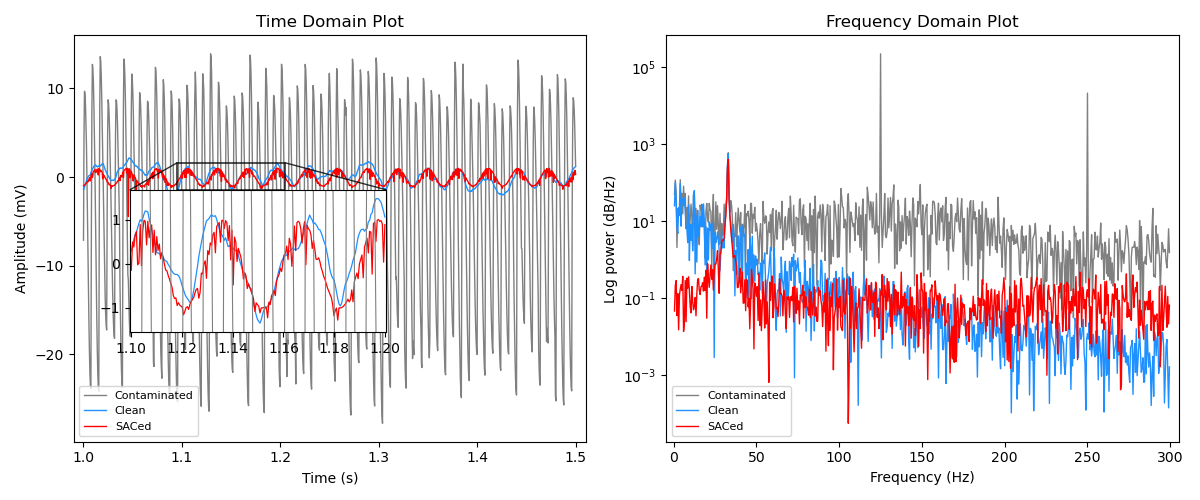 Time Domain Plot
Amplitude (mV)
10
0
−10
−20
1
0
−1
1.10 1.12 1.14 1.16 1.18 1.20
Contaminated
Clean
SACed
1.0 1.1 1.2 1.3 1.4 1.5
Time (s)
Frequency Domain Plot
Log power (dB/Hz)
10^5
10^3
10^1
10^−1
10^−3
Contaminated
Clean
SACed
0 50 100 150 200 250 300
Frequency (Hz)